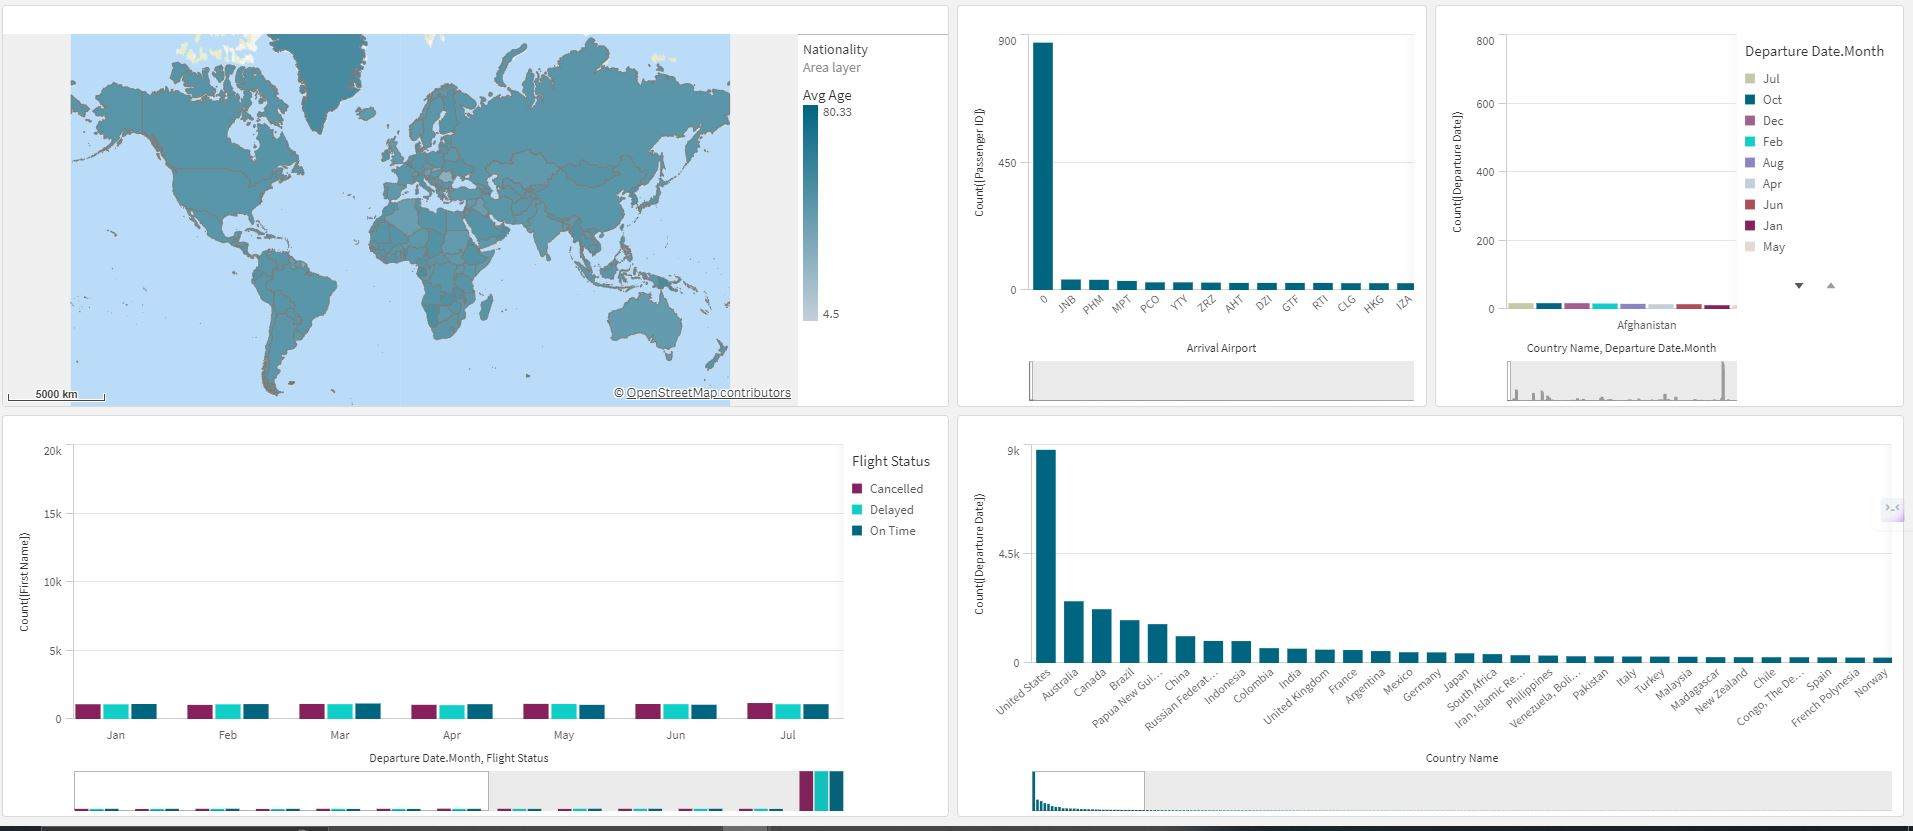 Nationality
Area layer
Avg Age
80.33
4.5
5000 km
© OpenStreetMap contributors
900
450
0
Count([Passenger ID])
0
JNB
PHM
MPT
PCO
YTY
ZRZ
AHT
DZI
GTF
RTI
CLG
HKG
IZA
Arrival Airport
800
600
400
200
0
Count([Departure Date])
Afghanistan
Country Name, Departure Date.Month
Departure Date.Month
Jul
Oct
Dec
Feb
Aug
Apr
Jun
Jan
May
20k
15k
10k
5k
0
Count([First Name])
Jan
Feb
Mar
Apr
May
Jun
Jul
Departure Date.Month, Flight Status
Flight Status
Cancelled
Delayed
On Time
9k
4.5k
0
Count([Departure Date])
United States
Australia
Canada
Brazil
Papua New Gui...
China
Russian Federat...
Indonesia
Colombia
India
United Kingdom
France
Argentina
Mexico
Germany
Japan
South Africa
Iran, Islamic Re...
Philippines
Venezuela, Boli...
Pakistan
Italy
Turkey
Malaysia
Madagascar
New Zealand
Chile
Congo, The De...
Spain
French Polynesia
Norway
Country Name